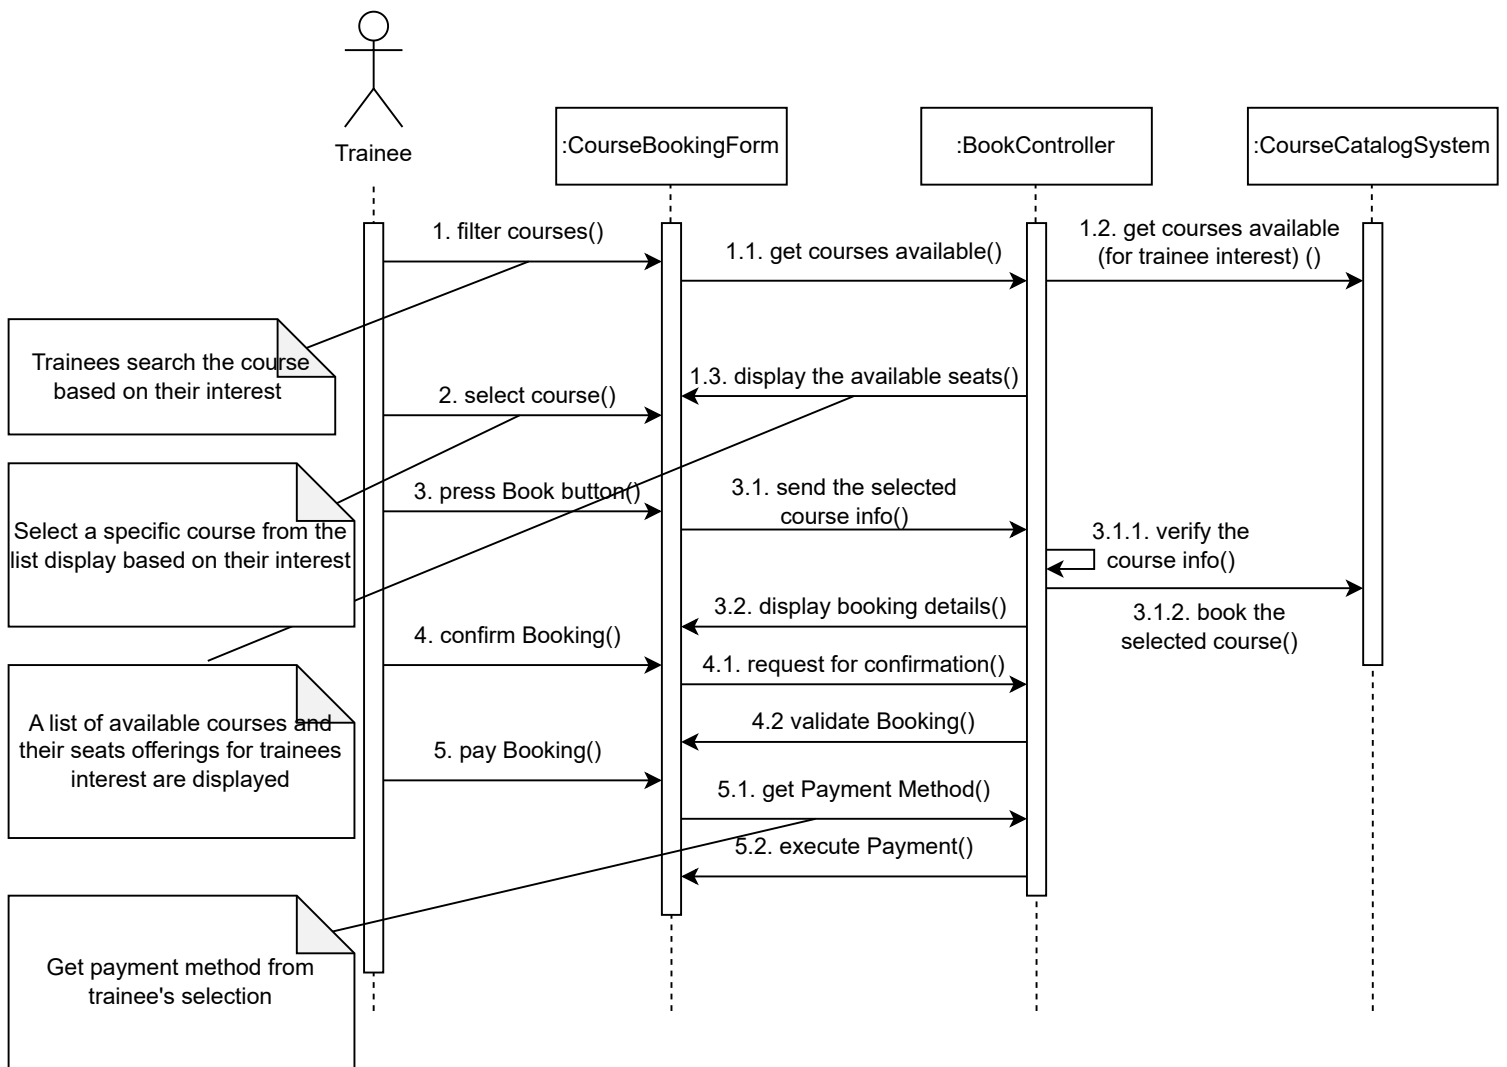 Trainee
:CourseBookingForm
:BookController
:CourseCatalogSystem
1. filter courses()
1.1. get courses available()
1.2. get courses available
(for trainee interest) ()
Trainees search the course
based on their interest
1.3. display the available seats()
2. select course()
3. press Book button()
3.1. send the selected
course info()
Select a specific course from the
list display based on their interest
3.1.1. verify the
course info()
3.2. display booking details()
3.1.2. book the
selected course()
4. confirm Booking()
4.1. request for confirmation()
A list of available courses and
their seats offerings for trainees
interest are displayed
4.2 validate Booking()
5. pay Booking()
5.1. get Payment Method()
5.2. execute Payment()
Get payment method from
trainee's selection